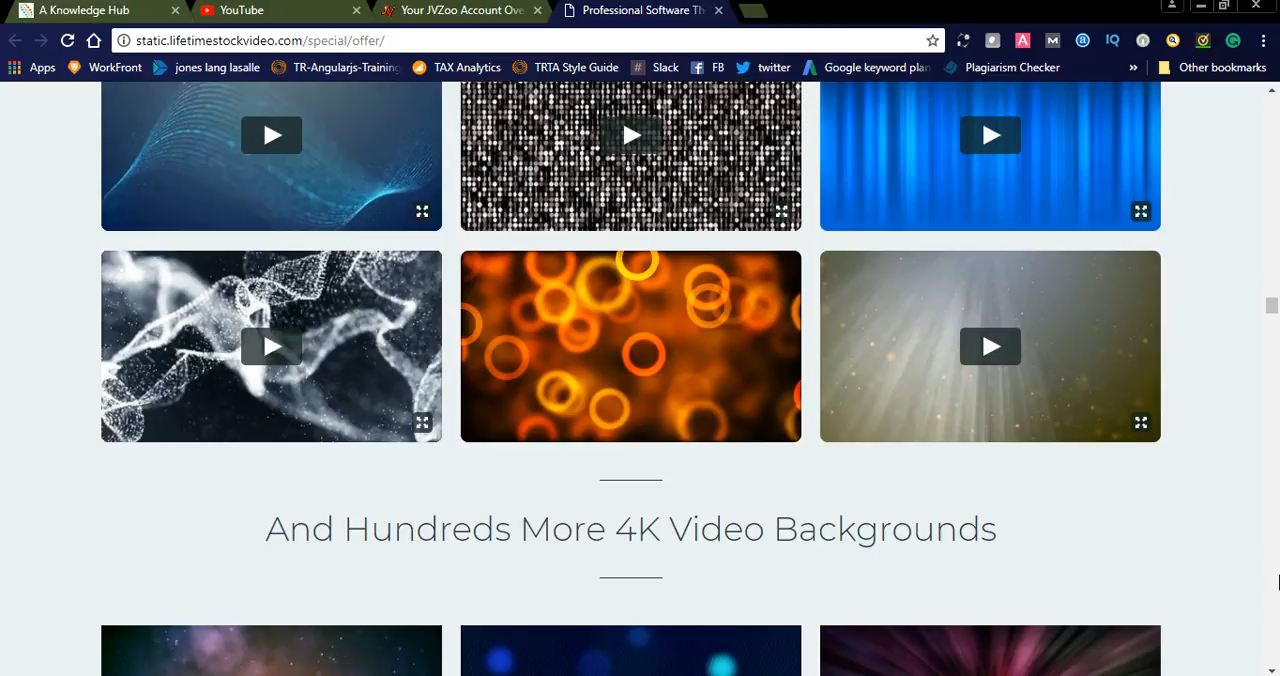 A Knowledge Hub
YouTube
Your JVZoo Account Ove
Professional Software Th
static.lifetimestockvideo.com/special/offer/
Apps
WorkFront
jones lang lasalle
TR-Angularjs-Training
TAX Analytics
TRTA Style Guide
Slack
FB
twitter
Google keyword plan
Plagiarism Checker
»
Other bookmarks
And Hundreds More 4K Video Backgrounds